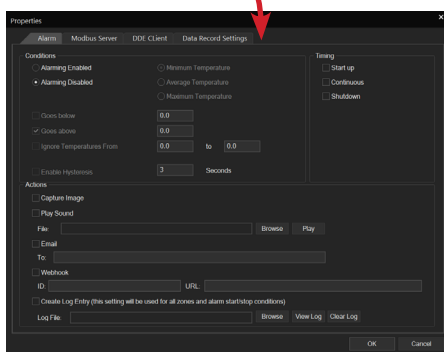 Properties
Alarm Modbus Server DDE CLient Data Record Settings
Conditions
Timing
Alarming Enabled Minimum Temperature Start up
Alarming Disabled Average Temperature Continuous
Maximum Temperature Shutdown
Goes below 0.0
Goes above 0.0
Ignore Temperatures From 0.0 to 0.0
Enable Hysteresis 3 Seconds
Actions
Capture Image
Play Sound
File: Browse Play
Email
To:
Webhook
ID: URL:
Create Log Entry (this setting will be used for all zones and alarm start/stop conditions)
Log File: Browse View Log Clear Log
OK Cancel